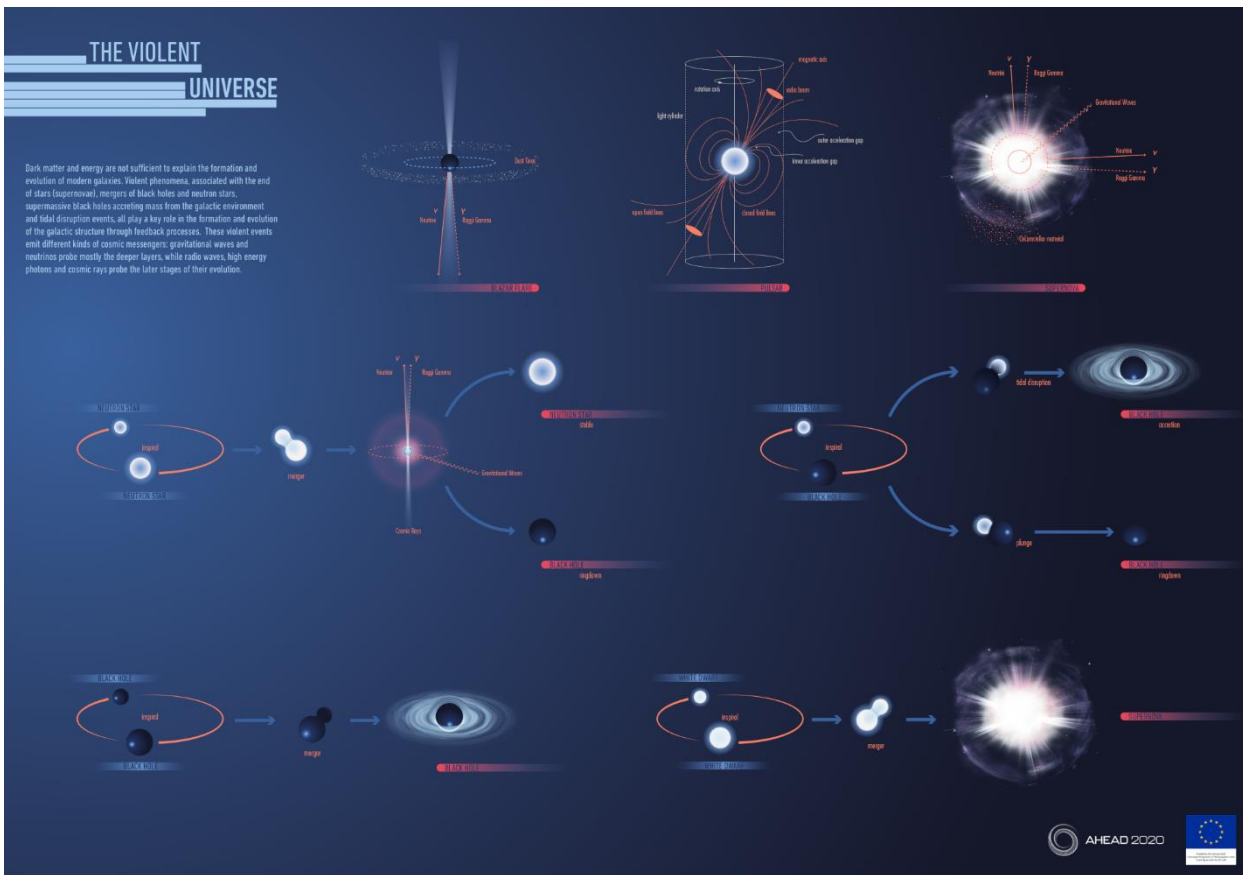 THE VIOLENT
UNIVERSE
Dark matter and energy are not sufficient to explain the formation and
evolution of modern galaxies. Violent phenomena, associated with the end
of stars (supernovae), mergers of black holes and neutron stars,
supermassive black holes accreting mass from the galactic environment
and tidal disruption events, all play a key role in the formation and evolution
of the galactic structure through feedback processes. These violent events
emit different kinds of cosmic messengers: gravitational waves and
neutrinos probe mostly the deeper layers, while radio waves, high energy
photons and cosmic rays probe the later stages of their evolution.
Dust Torus
ν γ
Neutrino Raggi Gamma
BLAZAR FLARE
magnetic axis
rotation axis
radio beam
light cylinder
outer acceleration gap
inner acceleration gap
open field lines
closed field lines
PULSAR
ν γ
Neutrino Raggi Gamma
Gravitational Waves
Neutrino ν
Raggi Gamma γ
Circumstellar material
SUPERNOVA
NEUTRON STAR
inspiral
NEUTRON STAR
merger
ν γ
Neutrino Raggi Gamma
Gravitational Waves
Cosmic Rays
NEUTRON STAR
stable
BLACK HOLE
ringdown
NEUTRON STAR
inspiral
BLACK HOLE
tidal disruption
BLACK HOLE
accretion
plunge
BLACK HOLE
ringdown
BLACK HOLE
inspiral
BLACK HOLE
merger
BLACK HOLE
WHITE DWARF
inspiral
WHITE DWARF
merger
SUPERNOVA
AHEAD 2020